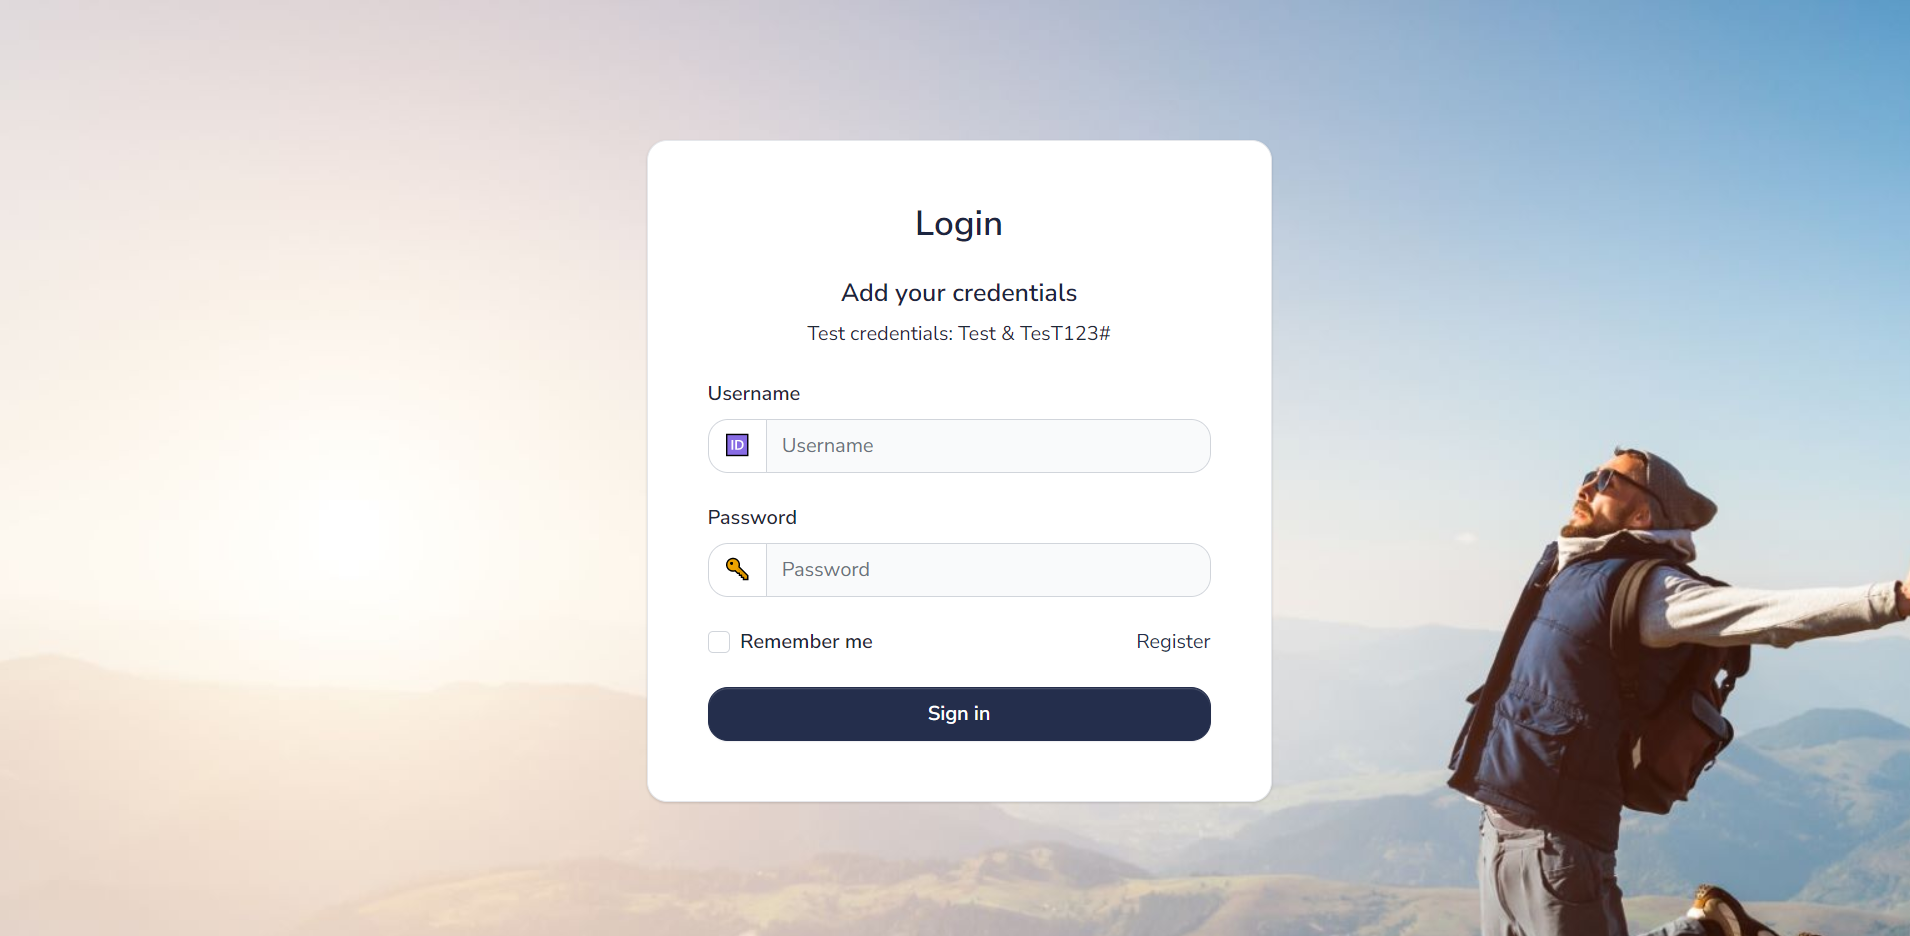 Login
Add your credentials
Test credentials: Test & TesT123#
Username
ID Username
Password
Password
Remember me Register
Sign in